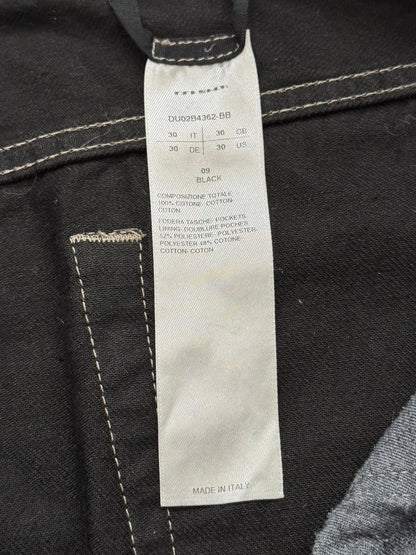 DU02B4362-BB
30 IT 30 GB
30 DE 30 US
09
BLACK
COMPOSIZIONE TOTALE
100% COTONE- COTTON
COTON
FODERA TASCHE- POCKETS
LINING- DOUBLURE POCHES
52% POLIESTERE- POLYESTER-
POLYESTER 48% COTONE-
COTTON- COTON
MADE IN ITALY